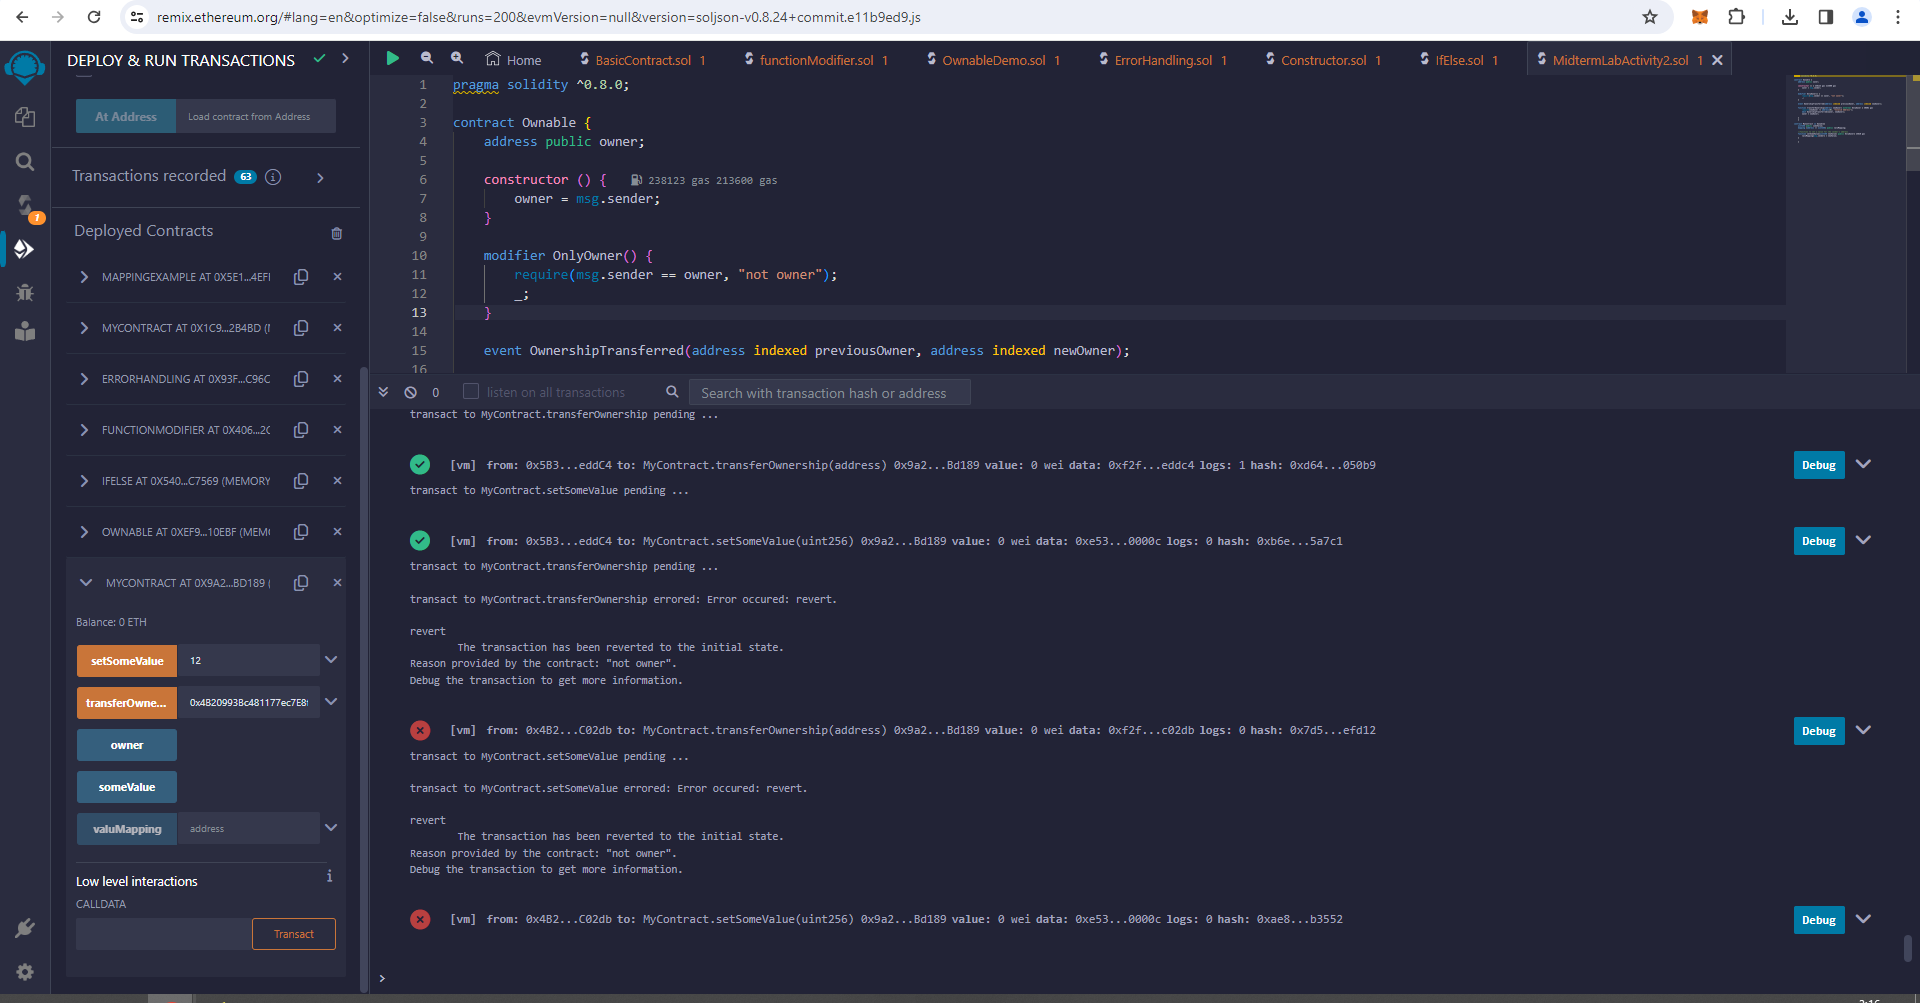 remix.ethereum.org/#lang=en&optimize=false&runs=200&evmVersion=null&version=soljson-v0.8.24+commit.e11b9ed9.js
DEPLOY & RUN TRANSACTIONS
At Address
Load contract from Address
Transactions recorded 63
Deployed Contracts
MAPPINGEXAMPLE AT 0X5E1...4EFI
MYCONTRACT AT 0X1C9...2B4BD (
ERRORHANDLING AT 0X93F...C96C
FUNCTIONMODIFIER AT 0X406...2C
IFELSE AT 0X540...C7569 (MEMORY
OWNABLE AT 0XEF9...10EBF (MEM
MYCONTRACT AT 0X9A2...BD189 (
Balance: 0 ETH
setSomeValue 12
transferOwne... 0x4B20993Bc481177ec7E8
owner
someValue
valuMapping address
Low level interactions
CALLDATA
Transact
1
Home
BasicContract.sol 1
functionModifier.sol 1
OwnableDemo.sol 1
ErrorHandling.sol 1
Constructor.sol 1
IfElse.sol 1
MidtermLabActivity2.sol 1
1 pragma solidity ^0.8.0;
2
3 contract Ownable {
4 address public owner;
5
6 constructor () { 238123 gas 213600 gas
7 owner = msg.sender;
8 }
9
10 modifier OnlyOwner() {
11 require(msg.sender == owner, "not owner");
12 _;
13 }
14
15 event OwnershipTransferred(address indexed previousOwner, address indexed newOwner);
16
0 listen on all transactions
Search with transaction hash or address
transact to MyContract.transferOwnership pending ...
[vm] from: 0x5B3...eddC4 to: MyContract.transferOwnership(address) 0x9a2...Bd189 value: 0 wei data: 0xf2f...eddc4 logs: 1 hash: 0xd64...050b9
Debug
transact to MyContract.setSomeValue pending ...
[vm] from: 0x5B3...eddC4 to: MyContract.setSomeValue(uint256) 0x9a2...Bd189 value: 0 wei data: 0xe53...0000c logs: 0 hash: 0xb6e...5a7c1
Debug
transact to MyContract.transferOwnership pending ...
transact to MyContract.transferOwnership errored: Error occured: revert.
revert
The transaction has been reverted to the initial state.
Reason provided by the contract: "not owner".
Debug the transaction to get more information.
[vm] from: 0x4B2...C02db to: MyContract.transferOwnership(address) 0x9a2...Bd189 value: 0 wei data: 0xf2f...c02db logs: 0 hash: 0x7d5...efd12
Debug
transact to MyContract.setSomeValue pending ...
transact to MyContract.setSomeValue errored: Error occured: revert.
revert
The transaction has been reverted to the initial state.
Reason provided by the contract: "not owner".
Debug the transaction to get more information.
[vm] from: 0x4B2...C02db to: MyContract.setSomeValue(uint256) 0x9a2...Bd189 value: 0 wei data: 0xe53...0000c logs: 0 hash: 0xae8...b3552
Debug
>